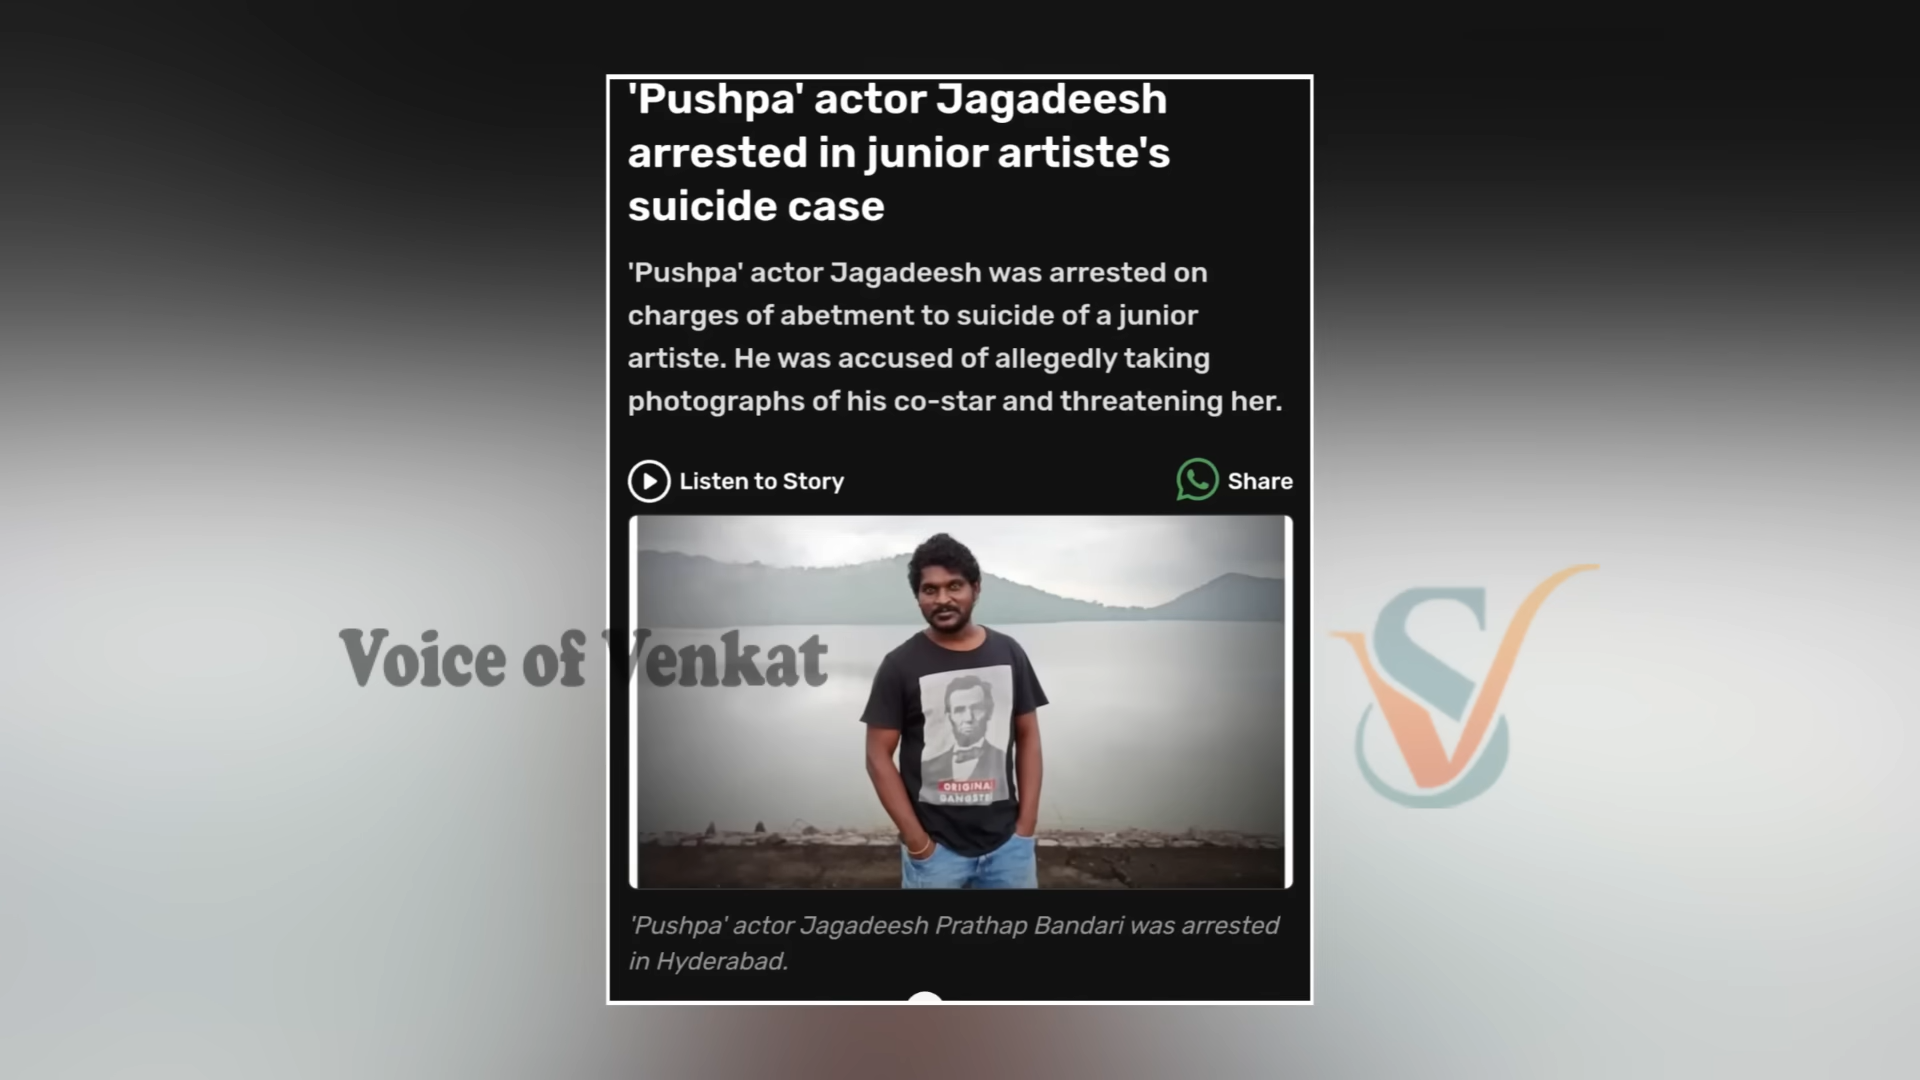 'Pushpa' actor Jagadeesh
arrested in junior artiste's
suicide case
'Pushpa' actor Jagadeesh was arrested on
charges of abetment to suicide of a junior
artiste. He was accused of allegedly taking
photographs of his co-star and threatening her.
Listen to Story
Share
Voice of Venkat
ORIGINAL
GANGSTE
'Pushpa' actor Jagadeesh Prathap Bandari was arrested
in Hyderabad.
SV